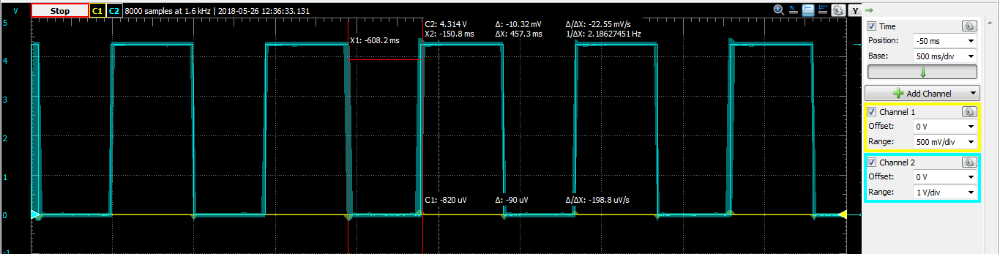 V Stop C1 C2 8000 samples at 1.6 kHz | 2018-05-26 12:36:33.131 Y
5
C2: 4.314 V Δ: -10.32 mV Δ/ΔX: -22.55 mV/s
X2: -150.8 ms ΔX: 457.3 ms 1/ΔX: 2.18627451 Hz
X1: -608.2 ms
4
3
2
1
C1: -820 uV Δ: -90 uV Δ/ΔX: -198.8 uV/s
0
-1
Time
Position: -50 ms
Base: 500 ms/div
Add Channel
Channel 1
Offset: 0 V
Range: 500 mV/div
Channel 2
Offset: 0 V
Range: 1 V/div